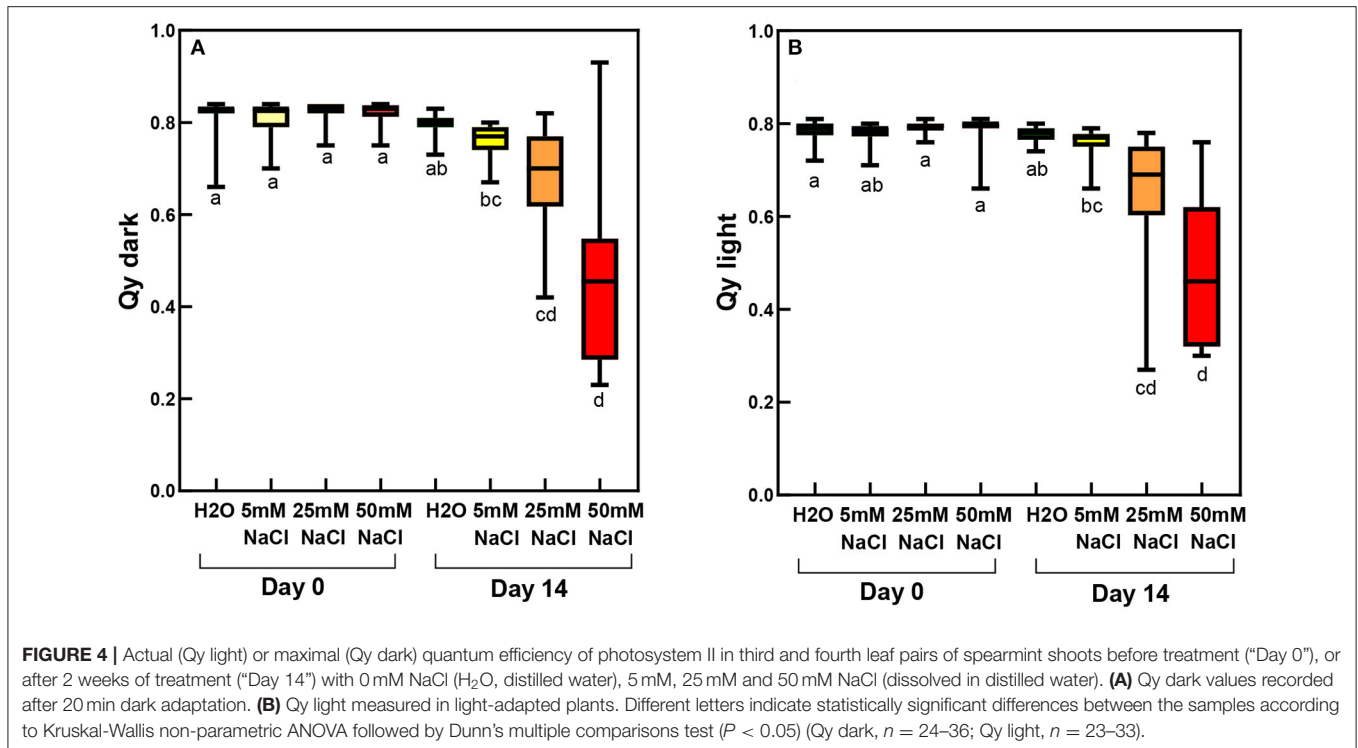 A
1.0
0.8
0.6
0.4
0.2
0.0
Qy dark
a
a
a
a
ab
bc
cd
d
H2O 5mM 25mM 50mM H2O 5mM 25mM 50mM
NaCl NaCl NaCl NaCl NaCl NaCl
Day 0
Day 14
B
1.0
0.8
0.6
0.4
0.2
0.0
Qy light
a
ab
a
a
ab
bc
cd
d
H2O 5mM 25mM 50mM H2O 5mM 25mM 50mM
NaCl NaCl NaCl NaCl NaCl NaCl
Day 0
Day 14
FIGURE 4 | Actual (Qy light) or maximal (Qy dark) quantum efficiency of photosystem II in third and fourth leaf pairs of spearmint shoots before treatment (“Day 0”), or
after 2 weeks of treatment (“Day 14”) with 0 mM NaCl (H₂O, distilled water), 5 mM, 25 mM and 50 mM NaCl (dissolved in distilled water). (A) Qy dark values recorded
after 20 min dark adaptation. (B) Qy light measured in light-adapted plants. Different letters indicate statistically significant differences between the samples according
to Kruskal-Wallis non-parametric ANOVA followed by Dunn’s multiple comparisons test (P < 0.05) (Qy dark, n = 24–36; Qy light, n = 23–33).